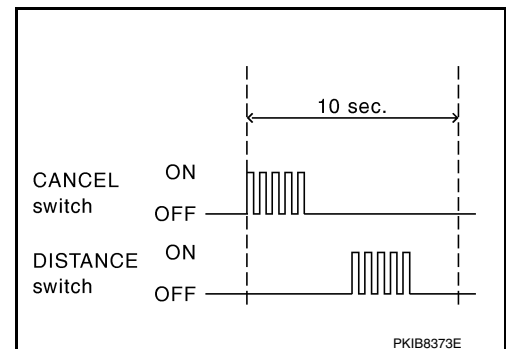 10 sec.
CANCEL
switch
ON
OFF
DISTANCE
switch
ON
OFF
PKIB8373E